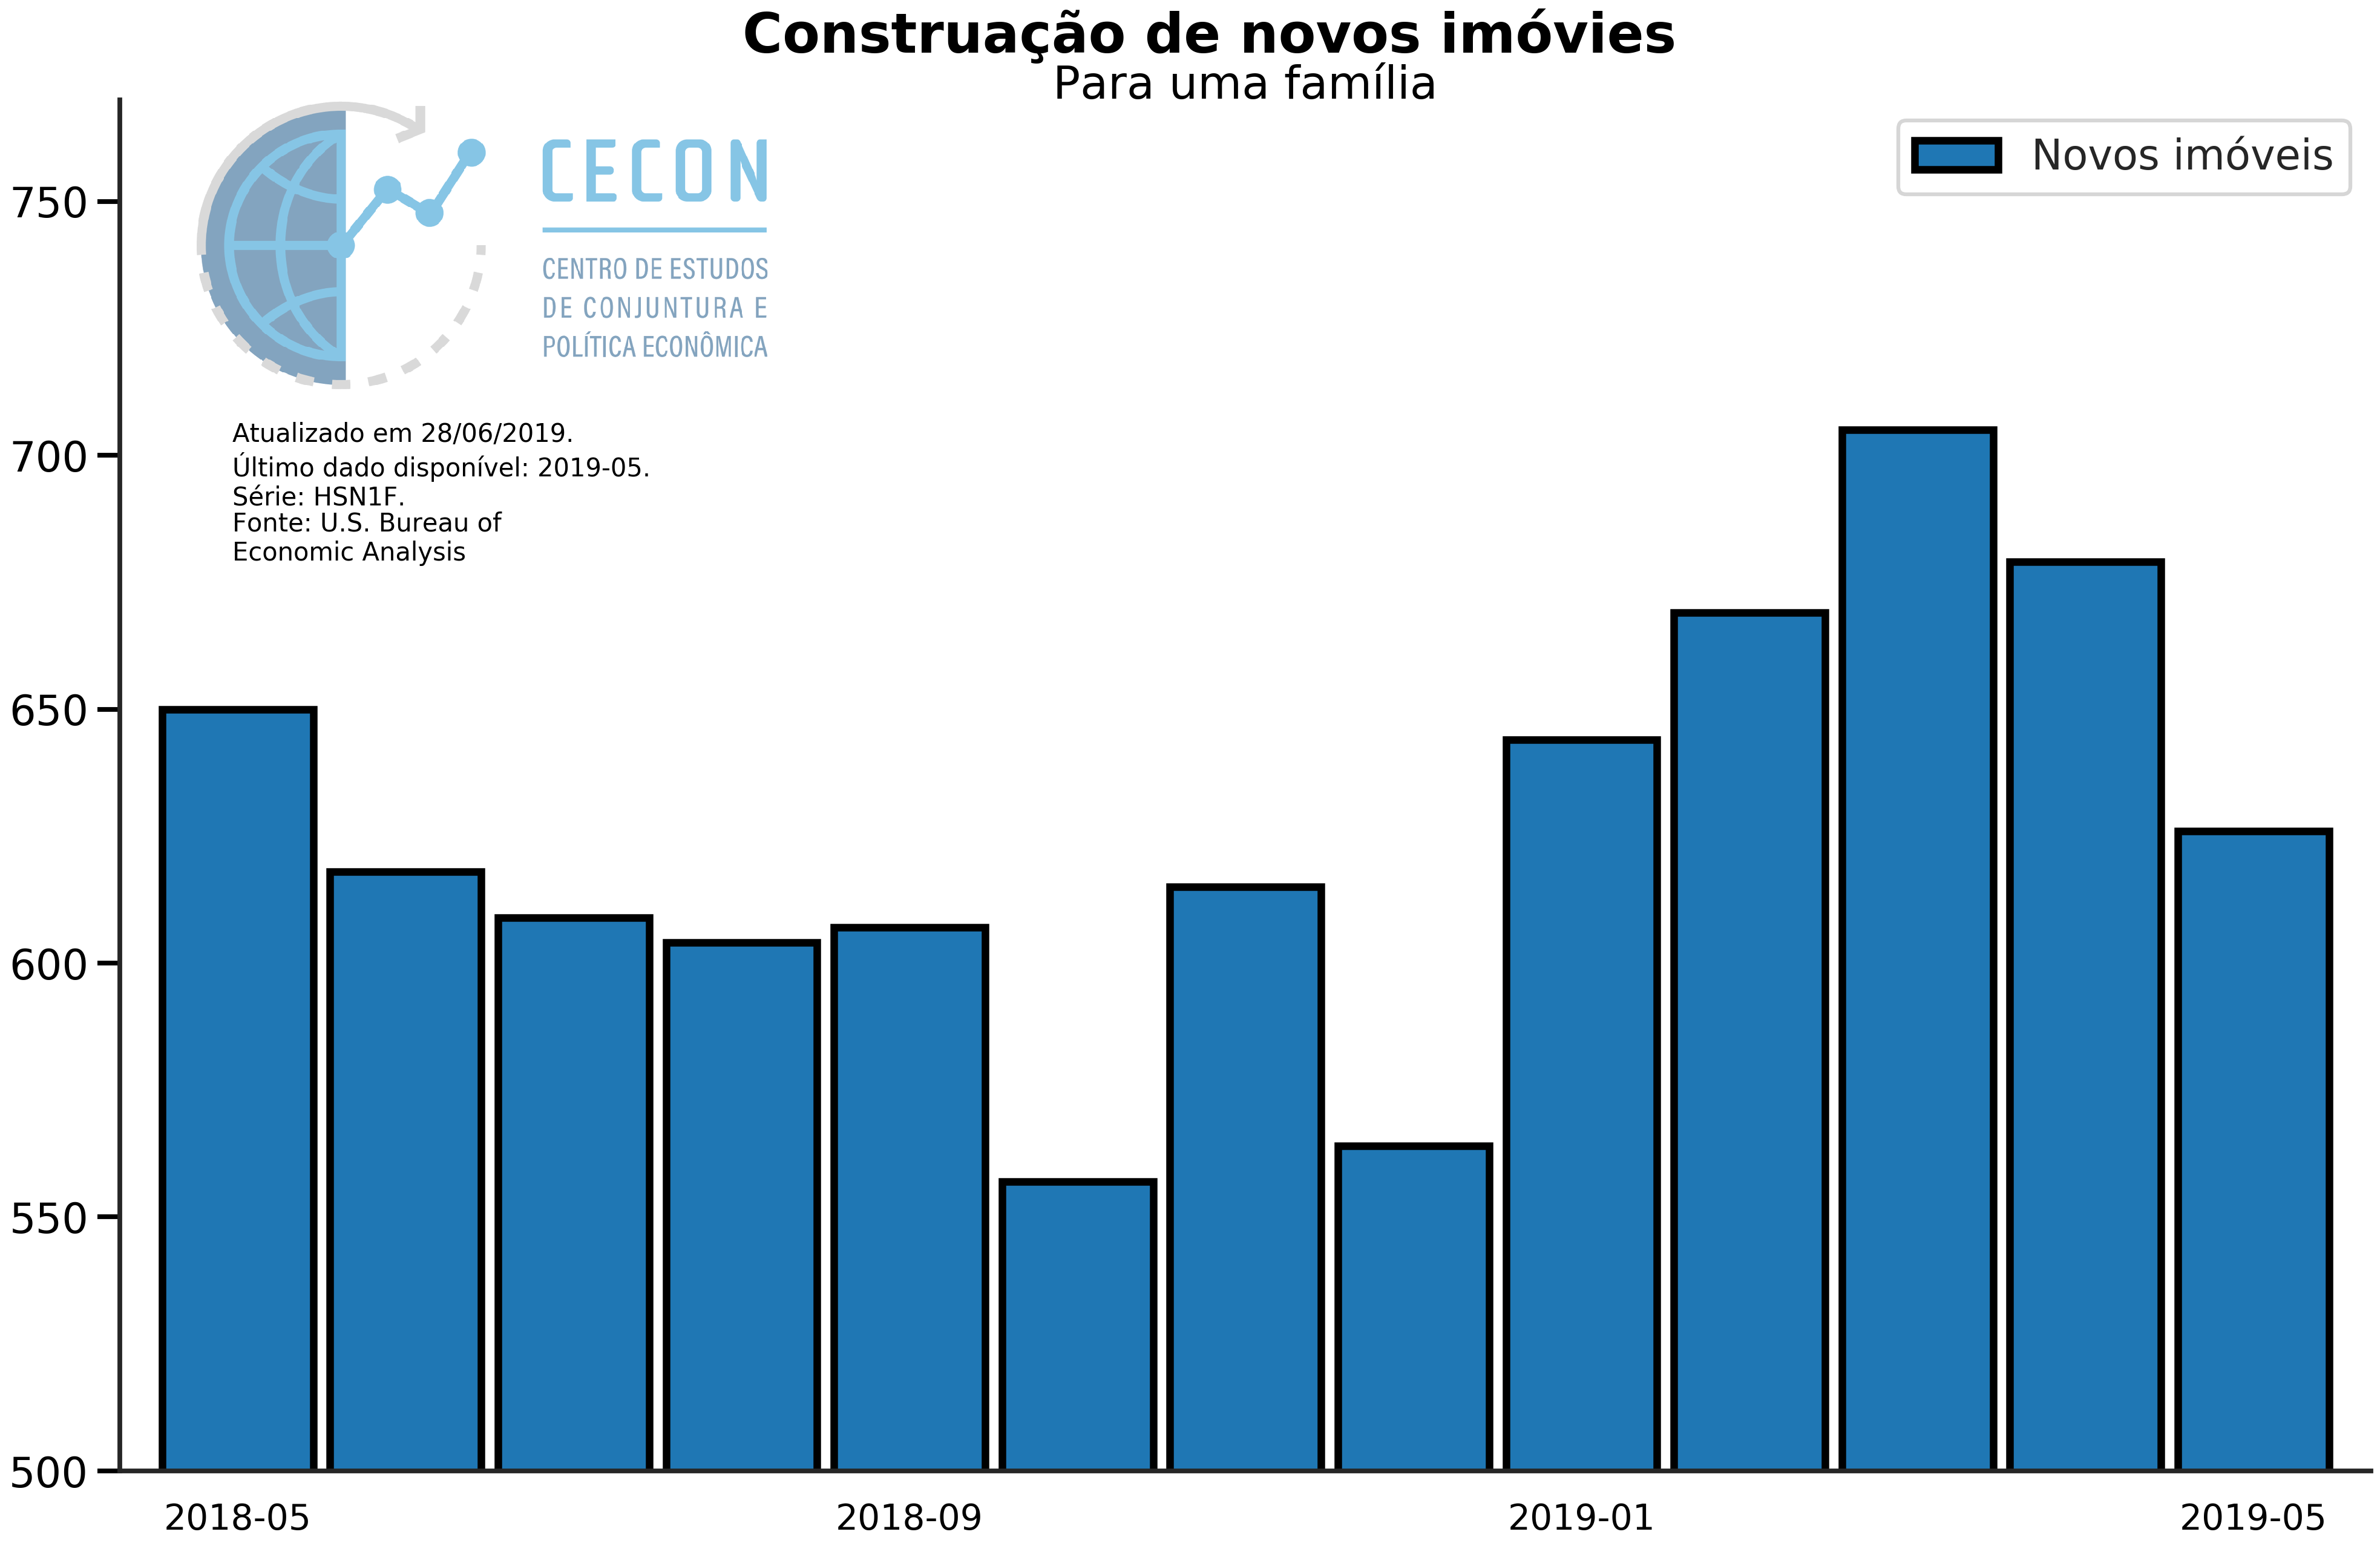 Construação de novos imóvies
Para uma família
CECON
CENTRO DE ESTUDOS
DE CONJUNTURA E
POLÍTICA ECONÔMICA
Novos imóveis
Atualizado em 28/06/2019.
Último dado disponível: 2019-05.
Série: HSN1F.
Fonte: U.S. Bureau of
Economic Analysis
750
700
650
600
550
500
2018-05
2018-09
2019-01
2019-05